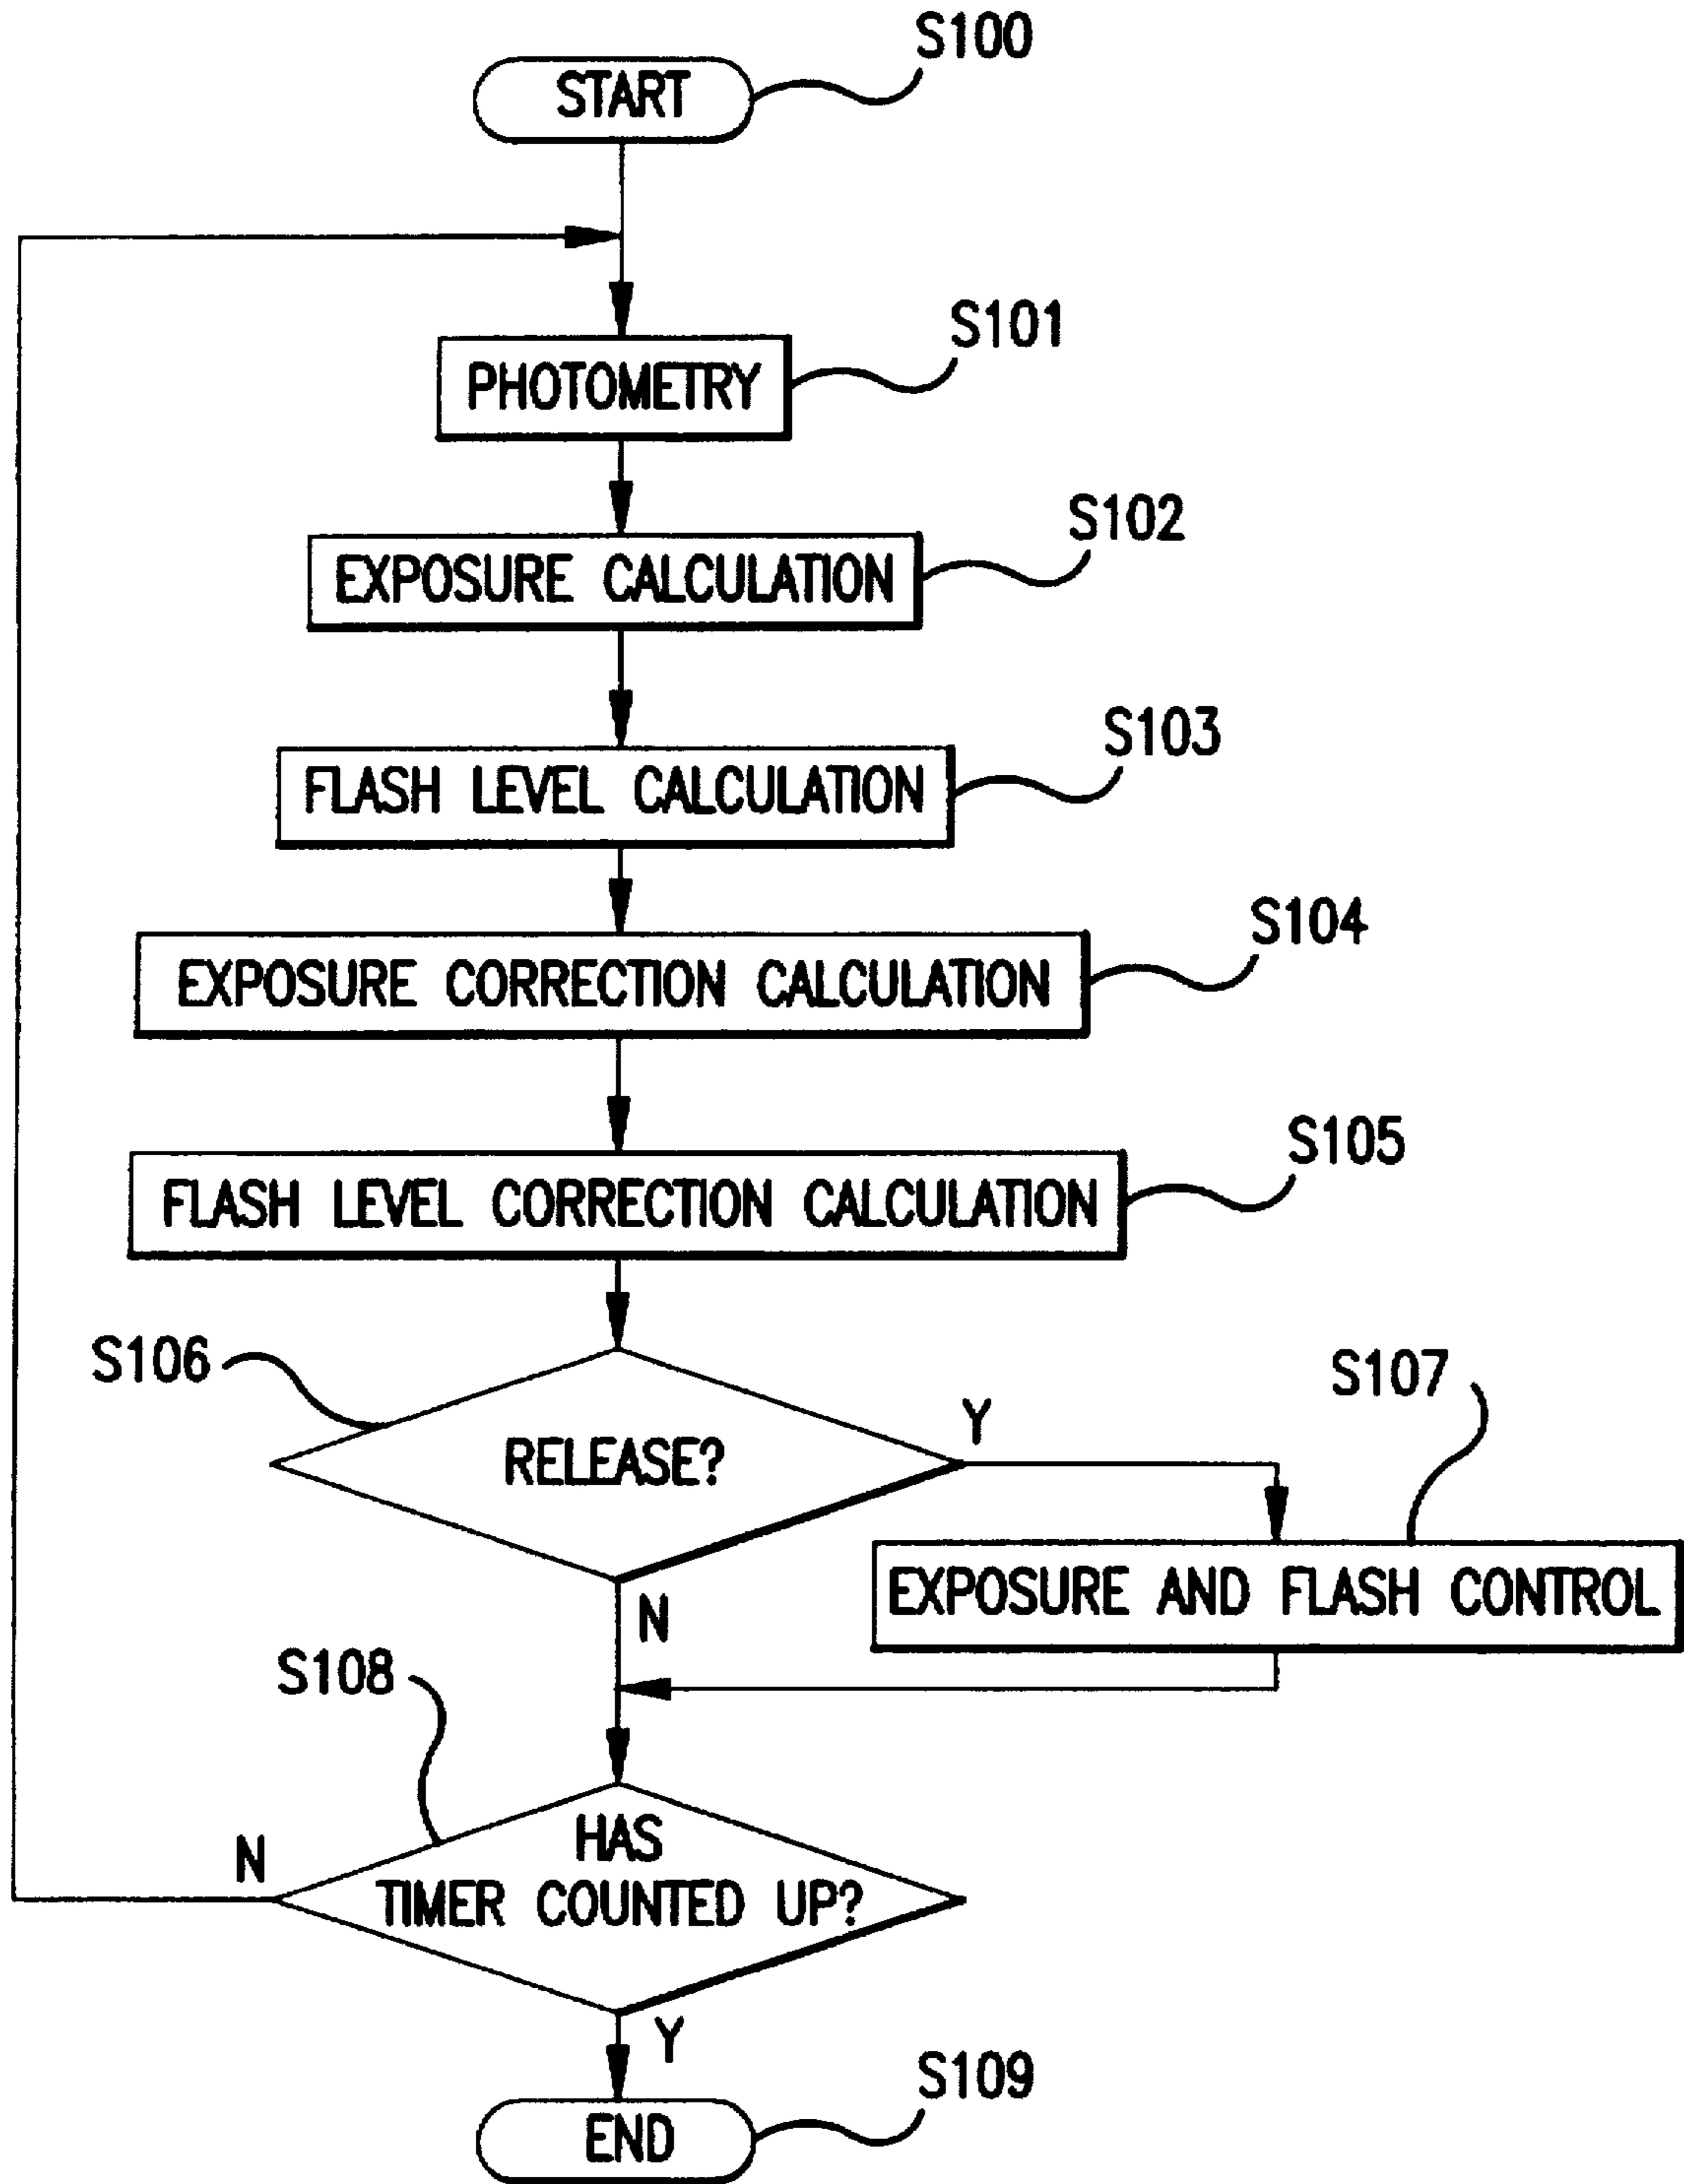 S100
START
S101
PHOTOMETRY
S102
EXPOSURE CALCULATION
S103
FLASH LEVEL CALCULATION
S104
EXPOSURE CORRECTION CALCULATION
S105
FLASH LEVEL CORRECTION CALCULATION
S106
RELEASE?
Y
S107
EXPOSURE AND FLASH CONTROL
N
S108
HAS
TIMER COUNTED UP?
N
Y
S109
END